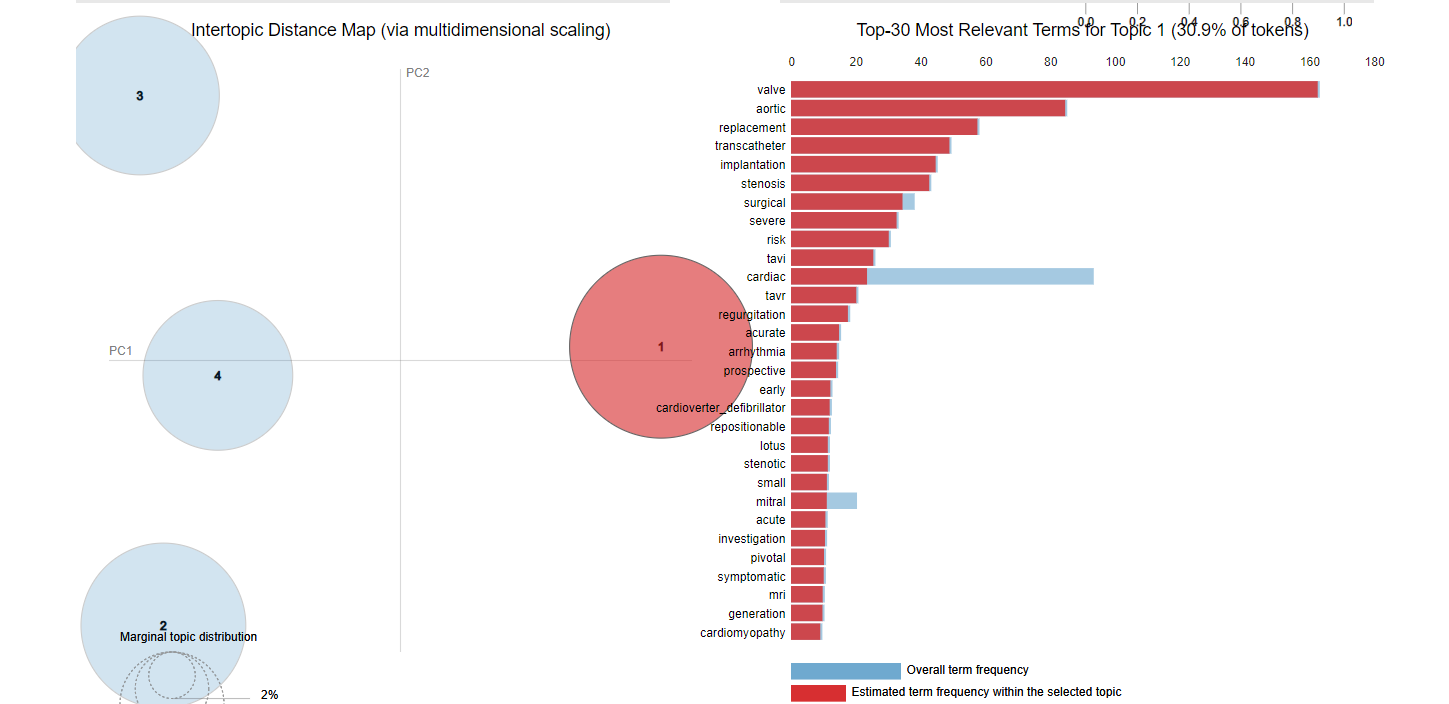 0.0 0.2 0.4 0.6 0.8 1.0
Intertopic Distance Map (via multidimensional scaling)
PC2
3
PC1
4
1
2
Marginal topic distribution
2%
Top-30 Most Relevant Terms for Topic 1 (30.9% of tokens)
0 20 40 60 80 100 120 140 160 180
valve
aortic
replacement
transcatheter
implantation
stenosis
surgical
severe
risk
tavi
cardiac
tavr
regurgitation
acurate
arrhythmia
prospective
early
cardioverter_defibrillator
repositionable
lotus
stenotic
small
mitral
acute
investigation
pivotal
symptomatic
mri
generation
cardiomyopathy
Overall term frequency
Estimated term frequency within the selected topic